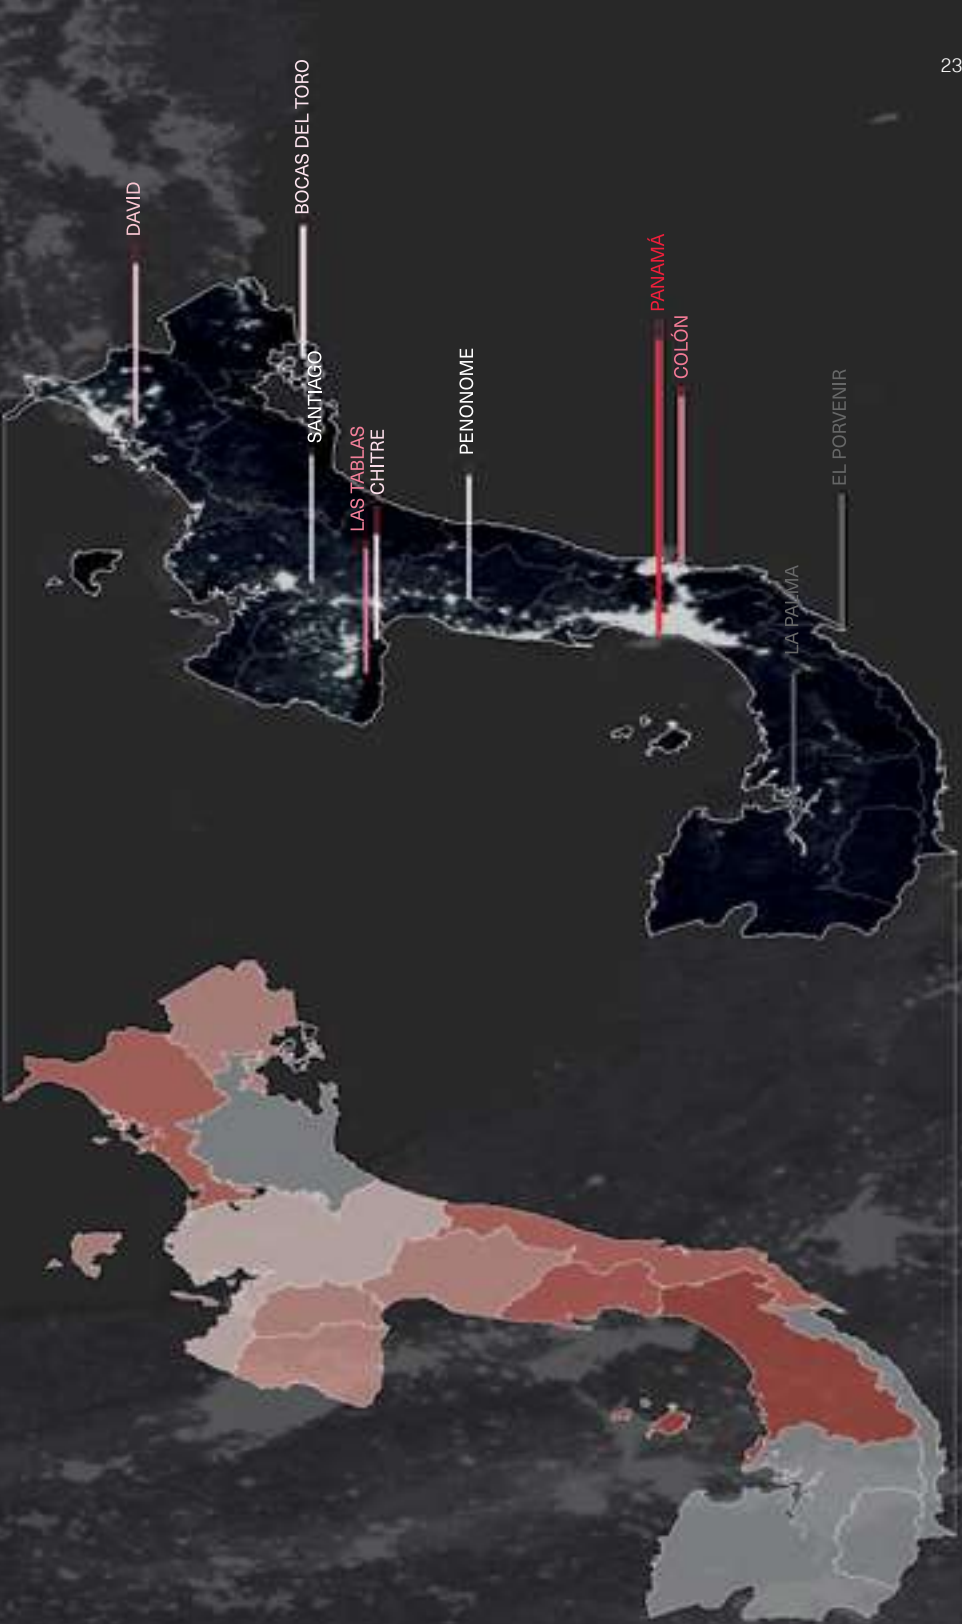 23
BOCAS DEL TORO
DAVID
PANAMÁ
COLÓN
SANTIAGO
PENONOME
EL PORVENIR
LAS TABLAS
CHITRE
LA PALMA